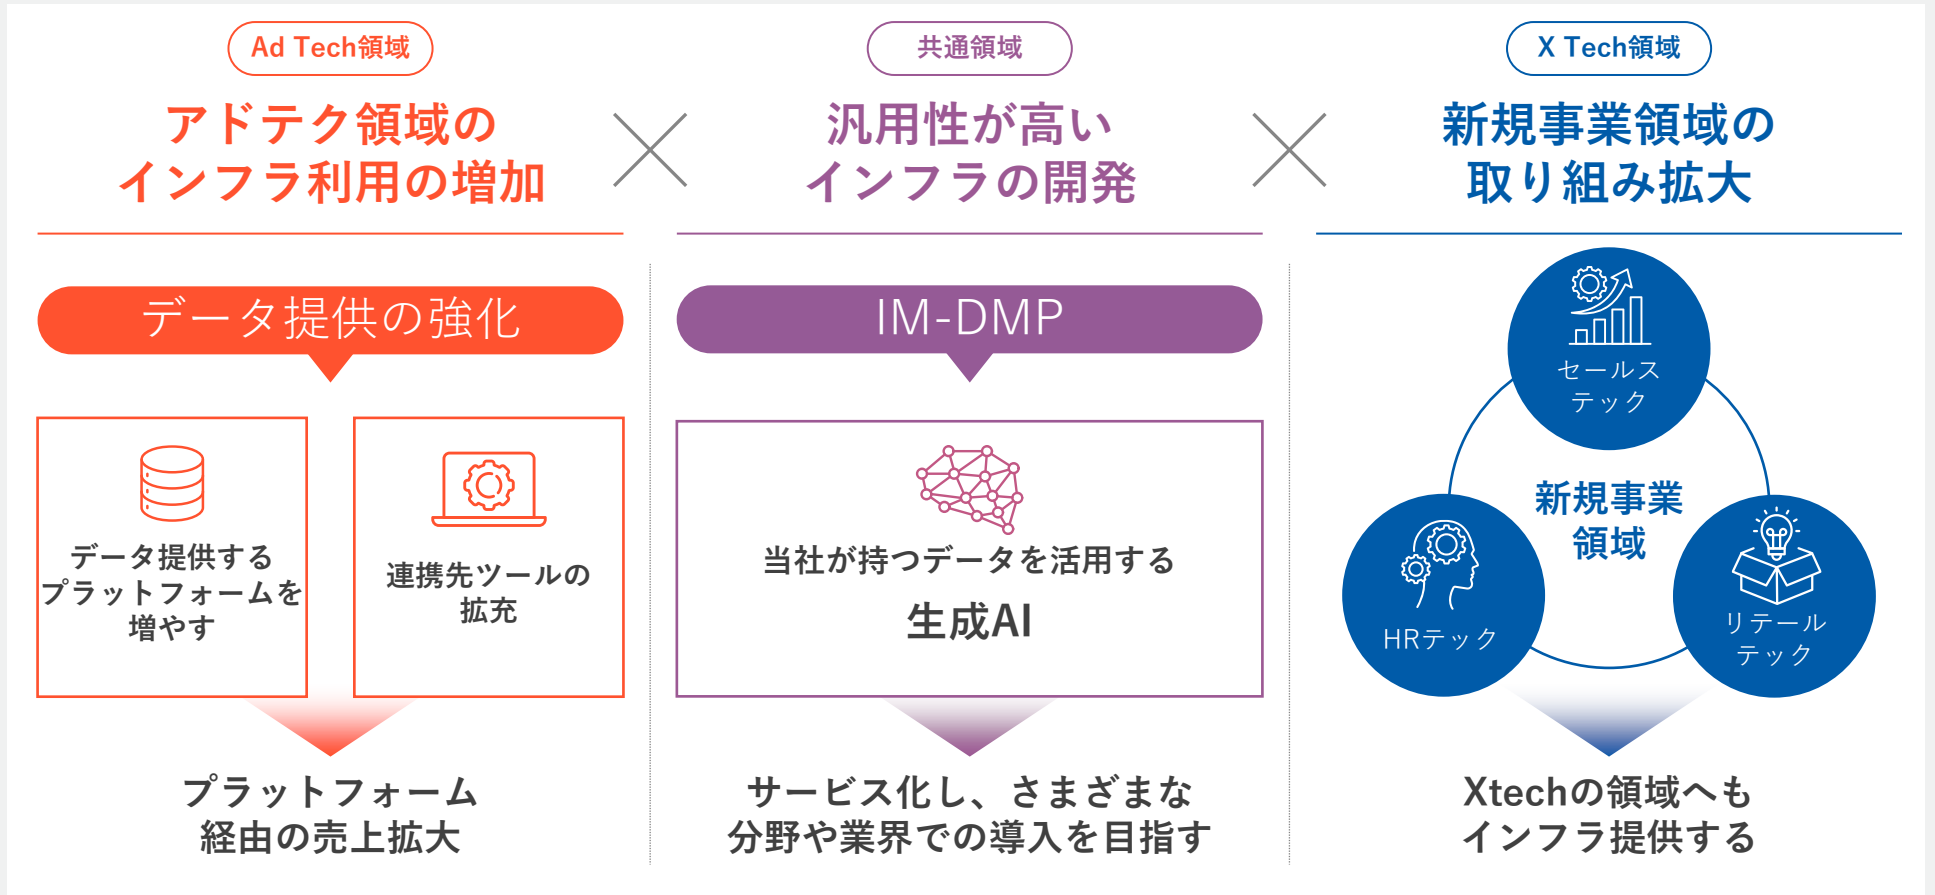 Ad Tech領域
アドテク領域の
インフラ利用の増加
データ提供の強化
データ提供する
プラットフォームを
増やす
連携先ツールの
拡充
プラットフォーム
経由の売上拡大
共通領域
汎用性が高い
インフラの開発
IM-DMP
当社が持つデータを活用する
生成AI
サービス化し、さまざまな
分野や業界での導入を目指す
X Tech領域
新規事業領域の
取り組み拡大
セールス
テック
新規事業
領域
HRテック
リテール
テック
Xtechの領域へも
インフラ提供する